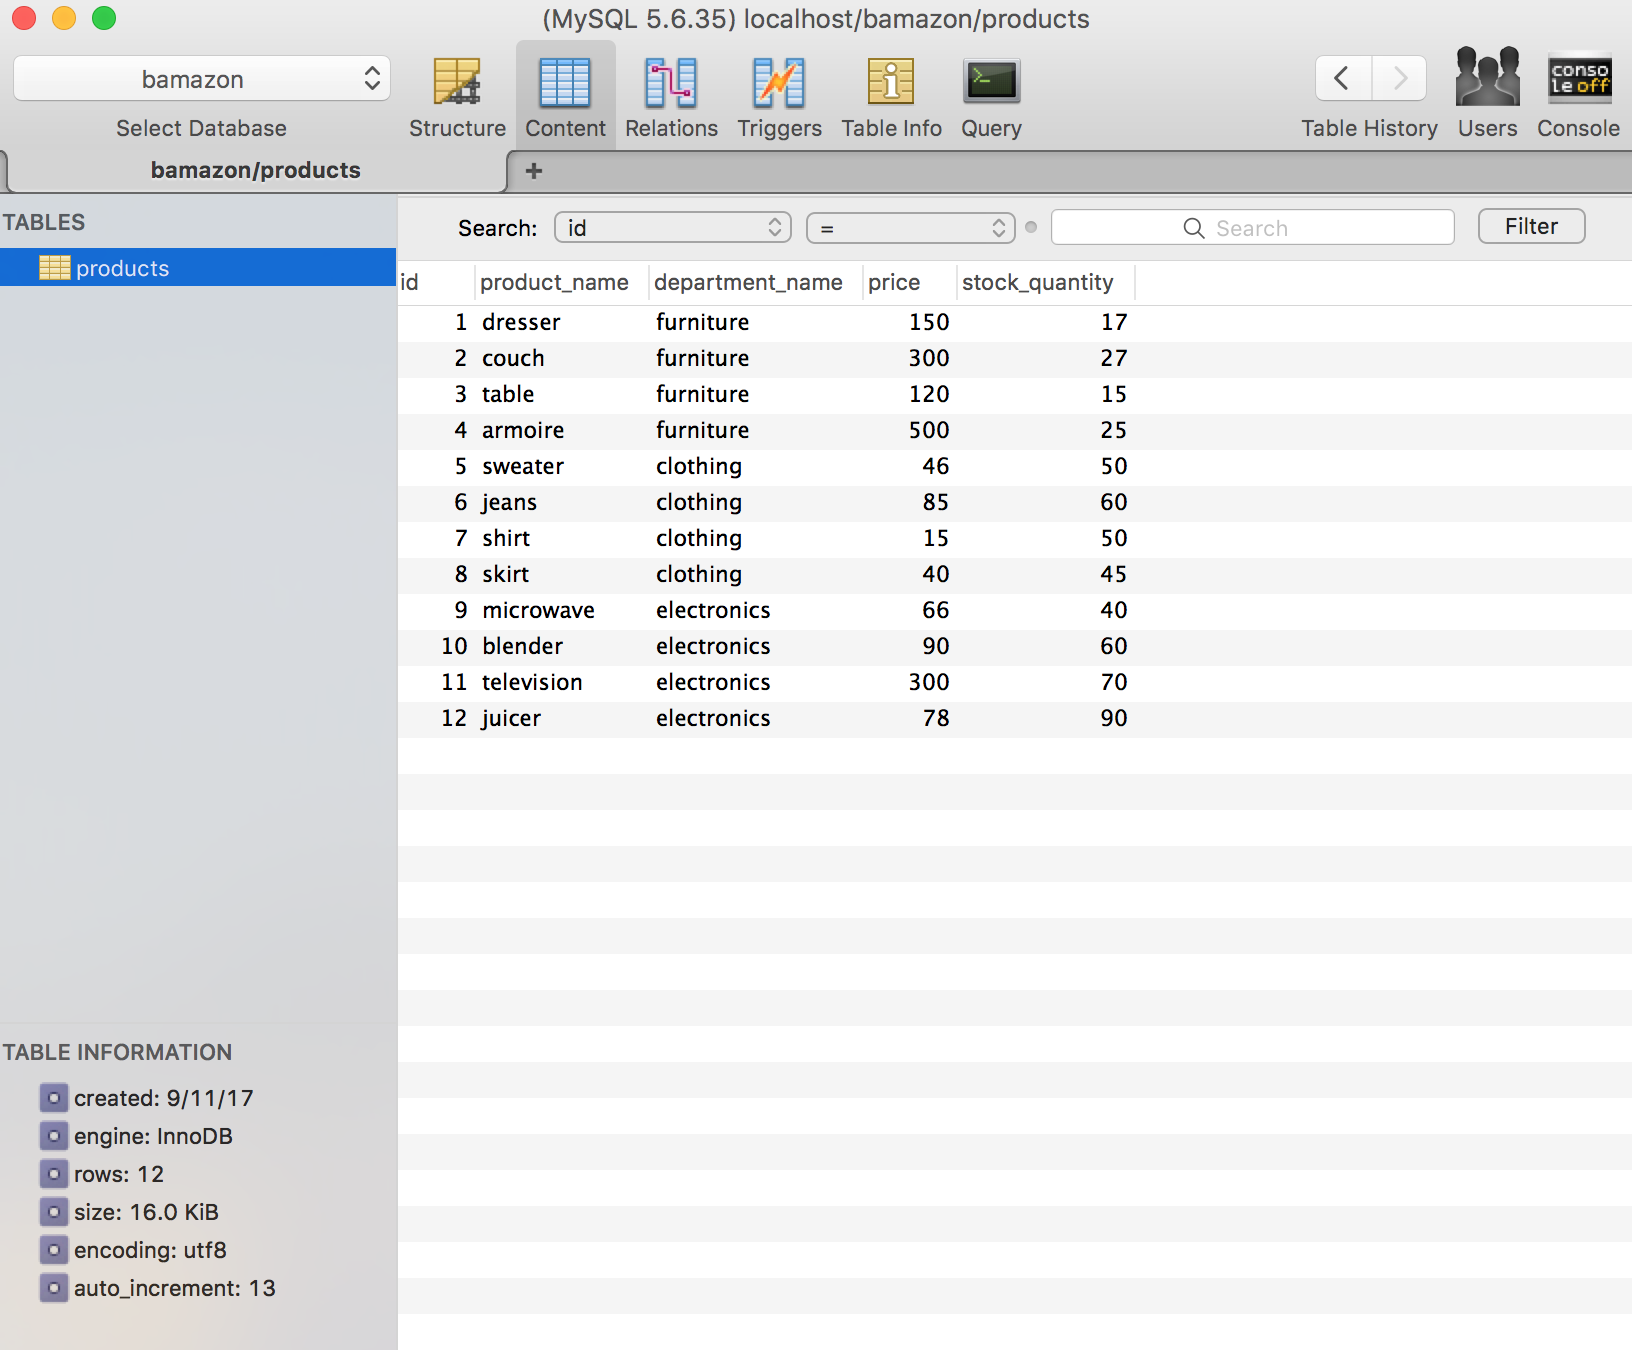 (MySQL 5.6.35) localhost/bamazon/products
bamazon
conso
le off
Select Database Structure Content Relations Triggers Table Info Query Table History Users Console
bamazon/products +
TABLES
products
Search: id = Search Filter
id product_name department_name price stock_quantity
1 dresser furniture 150 17
2 couch furniture 300 27
3 table furniture 120 15
4 armoire furniture 500 25
5 sweater clothing 46 50
6 jeans clothing 85 60
7 shirt clothing 15 50
8 skirt clothing 40 45
9 microwave electronics 66 40
10 blender electronics 90 60
11 television electronics 300 70
12 juicer electronics 78 90
TABLE INFORMATION
created: 9/11/17
engine: InnoDB
rows: 12
size: 16.0 KiB
encoding: utf8
auto_increment: 13